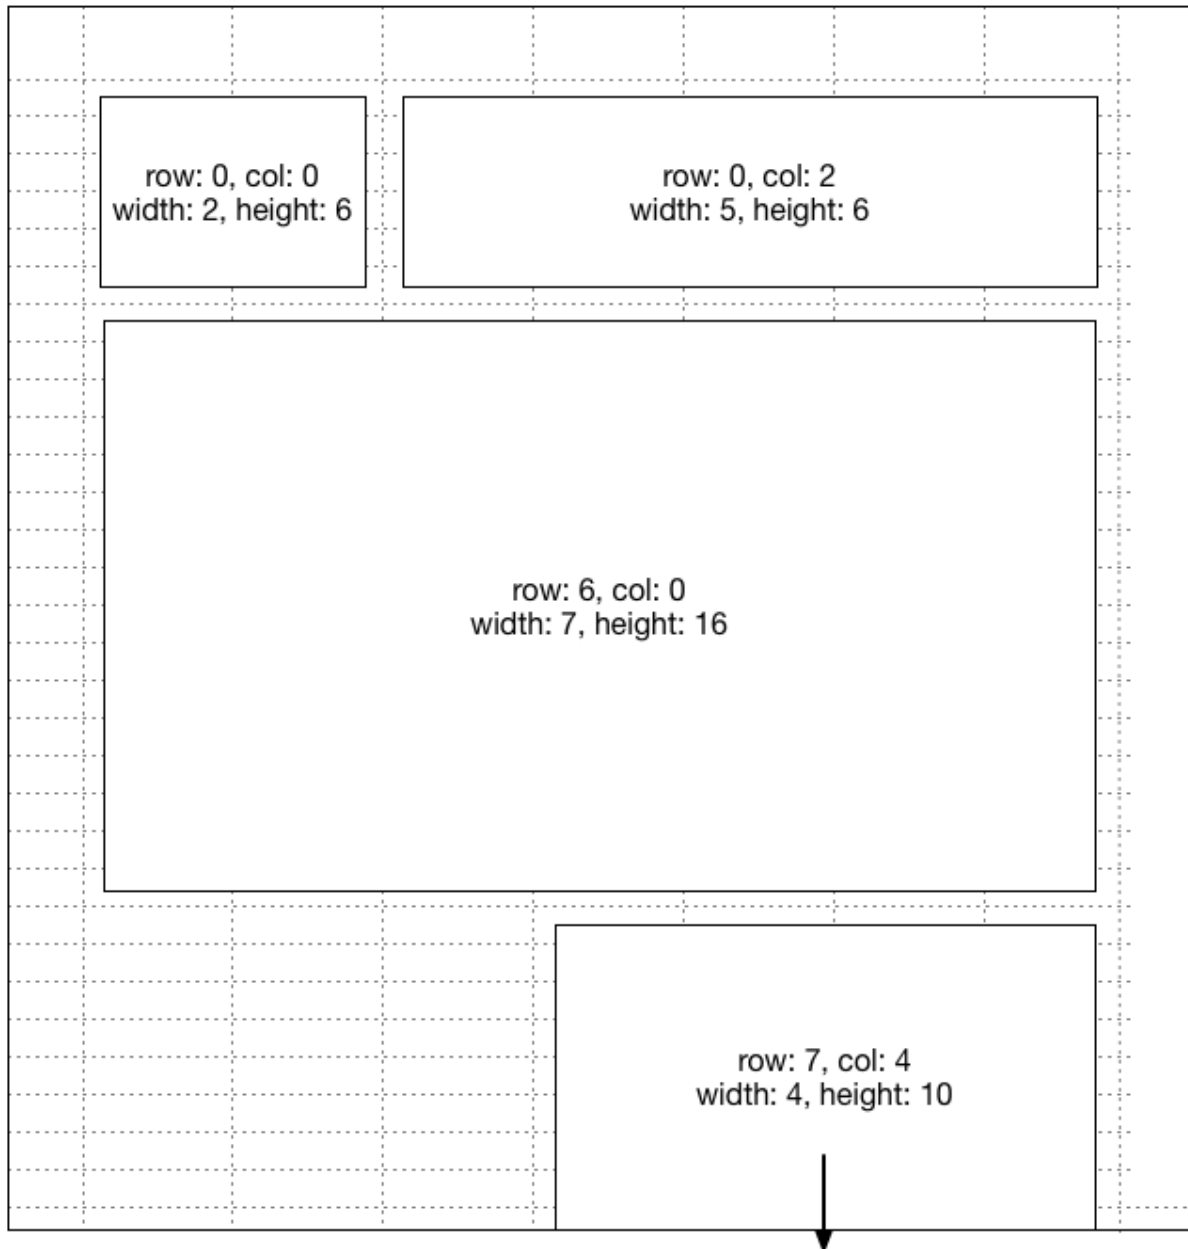 row: 0, col: 0
width: 2, height: 6
row: 0, col: 2
width: 5, height: 6
row: 6, col: 0
width: 7, height: 16
row: 7, col: 4
width: 4, height: 10